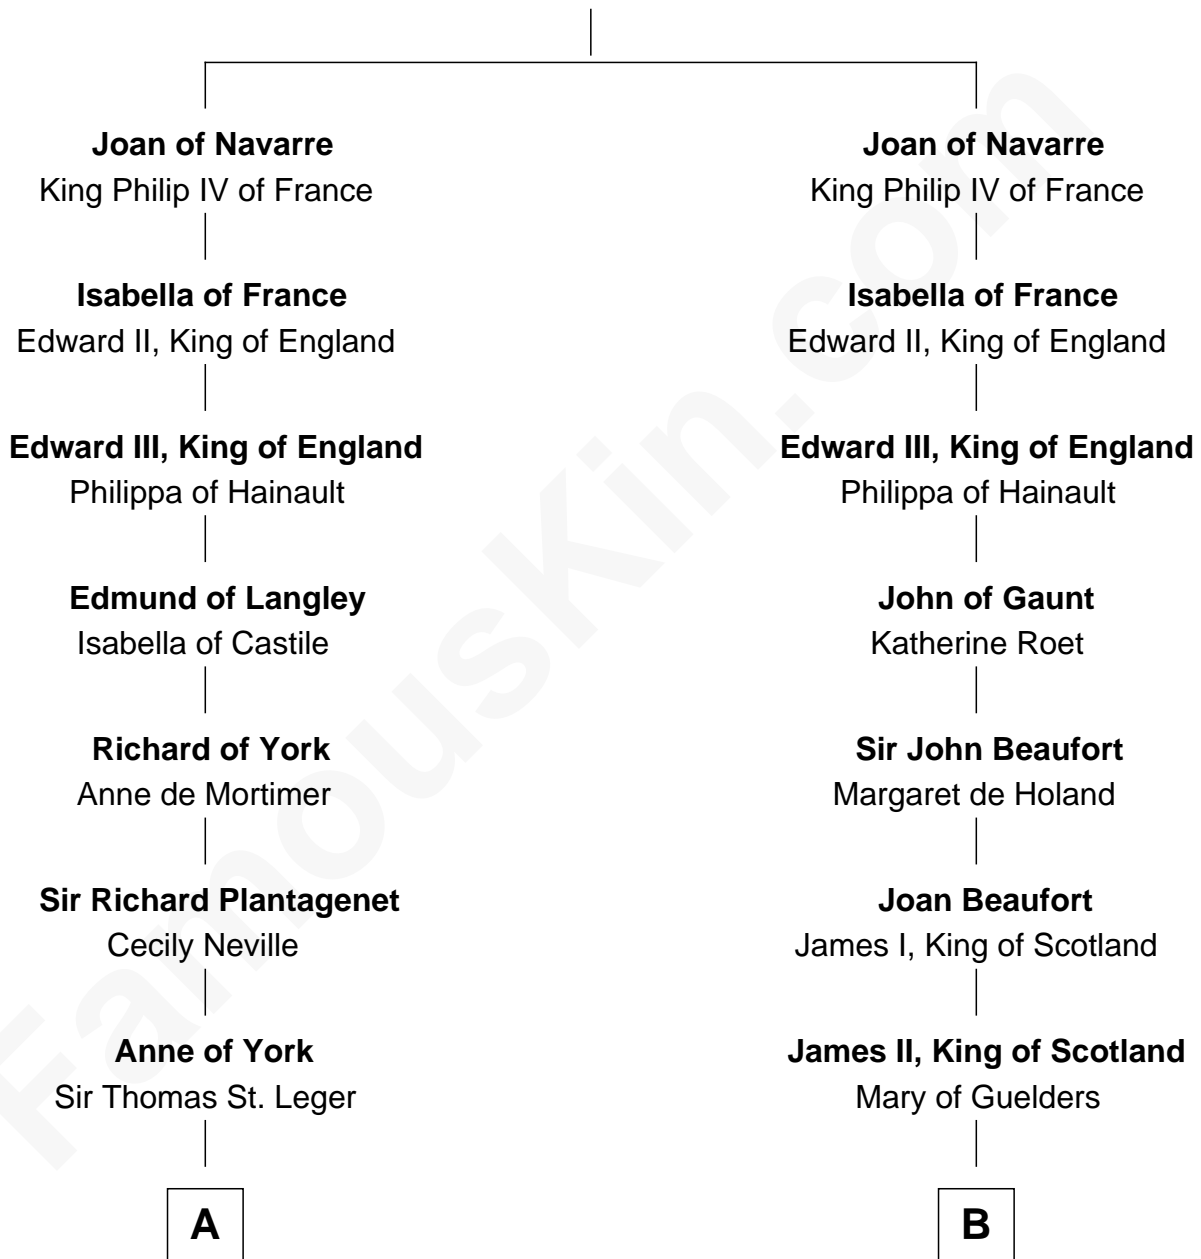 Joan of Navarre
King Philip IV of France
Isabella of France
Edward II, King of England
Edward III, King of England
Philippa of Hainault
Edmund of Langley
Isabella of Castile
Richard of York
Anne de Mortimer
Sir Richard Plantagenet
Cecily Neville
Anne of York
Sir Thomas St. Leger
A
Joan of Navarre
King Philip IV of France
Isabella of France
Edward II, King of England
Edward III, King of England
Philippa of Hainault
John of Gaunt
Katherine Roet
Sir John Beaufort
Margaret de Holand
Joan Beaufort
James I, King of Scotland
James II, King of Scotland
Mary of Guelders
B
FamousKin.com